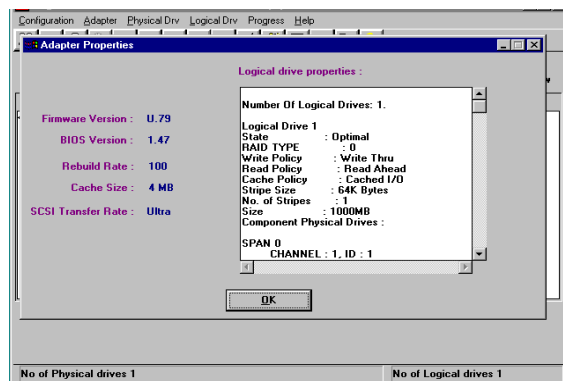 Configuration Adapter Physical Drv Logical Drv Progress Help
Adapter Properties
Logical drive properties :
Firmware Version : U.79
BIOS Version : 1.47
Rebuild Rate : 100
Cache Size : 4 MB
SCSI Transfer Rate : Ultra
Number Of Logical Drives: 1.
Logical Drive 1
State : Optimal
RAID TYPE : 0
Write Policy : Write Thru
Read Policy : Read Ahead
Cache Policy : Cached I/O
Stripe Size : 64K Bytes
No. of Stripes : 1
Size : 1000MB
Component Physical Drives :
SPAN 0
CHANNEL : 1, ID : 1
OK
No of Physical drives 1
No of Logical drives 1